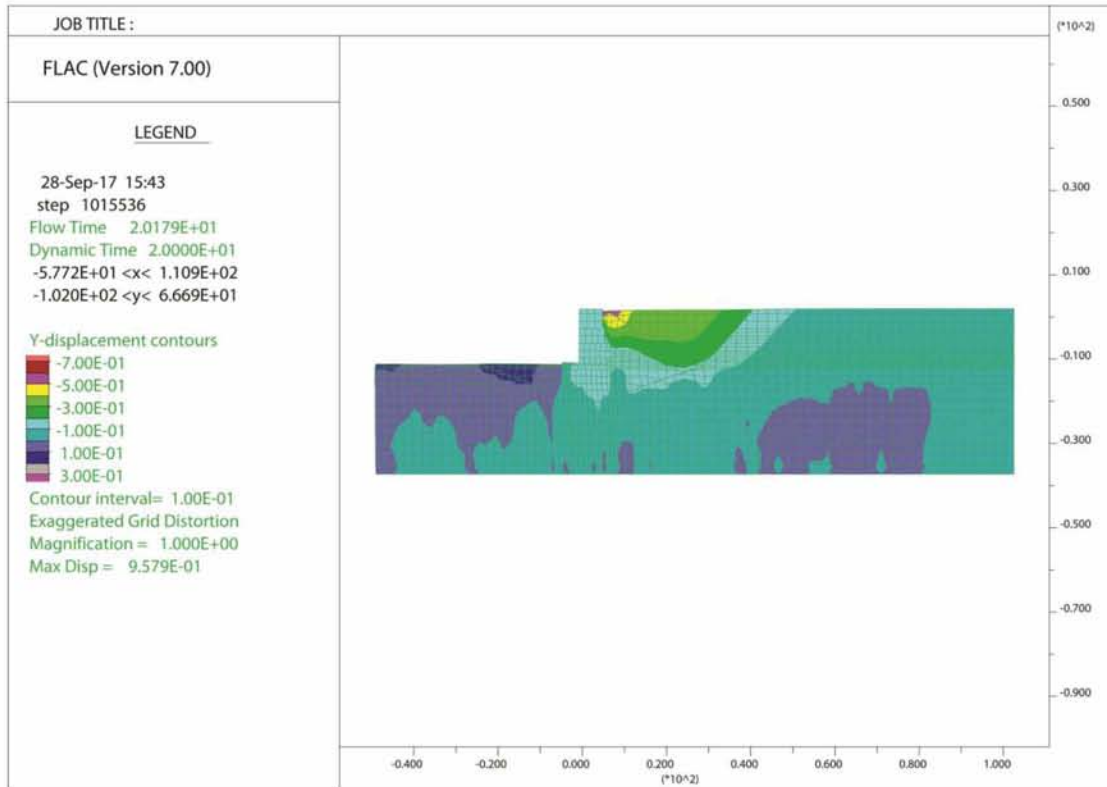 JOB TITLE :
FLAC (Version 7.00)
LEGEND
28-Sep-17 15:43
step 1015536
Flow Time 2.0179E+01
Dynamic Time 2.0000E+01
-5.772E+01 <x< 1.109E+02
-1.020E+02 <y< 6.669E+01
Y-displacement contours
-7.00E-01
-5.00E-01
-3.00E-01
-1.00E-01
1.00E-01
3.00E-01
Contour interval= 1.00E-01
Exaggerated Grid Distortion
Magnification = 1.000E+00
Max Disp = 9.579E-01
(*10^2)
0.500
0.300
0.100
-0.100
-0.300
-0.500
-0.700
-0.900
-0.400 -0.200 0.000 0.200 0.400 0.600 0.800 1.000
(*10^2)